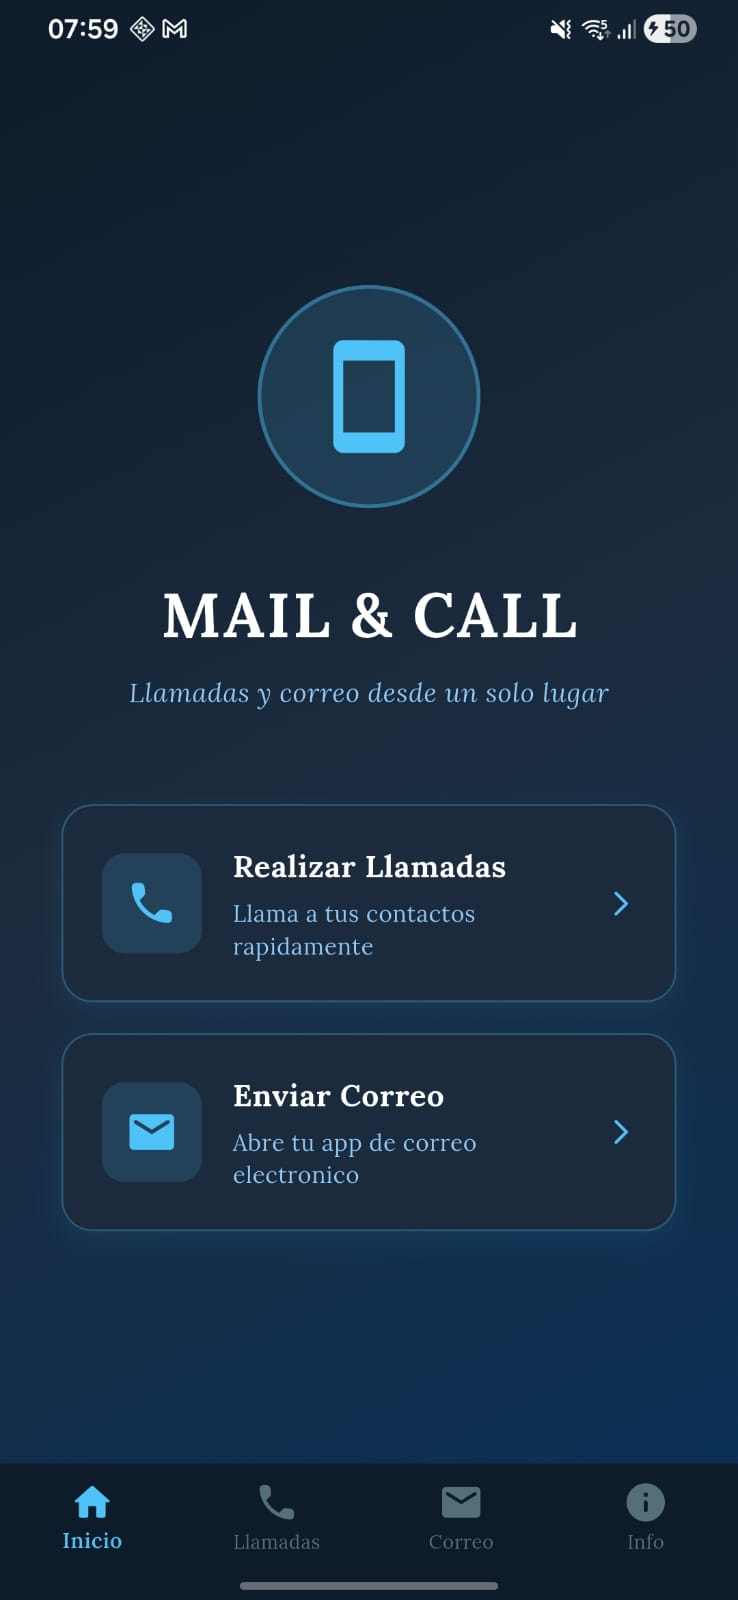 07:59
5
50
MAIL & CALL
Llamadas y correo desde un solo lugar
Realizar Llamadas
Llama a tus contactos
rapidamente
Enviar Correo
Abre tu app de correo
electronico
Inicio
Llamadas
Correo
Info